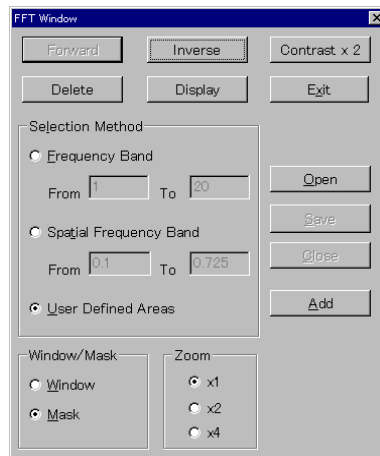 FFT Window
Forward Inverse Contrast x 2
Delete Display Exit
Selection Method
Frequency Band
From 1 To 20
Open
Spatial Frequency Band
Save
From 0.1 To 0.725
Close
User Defined Areas
Add
Window/Mask Zoom
Window x1
Mask x2
x4